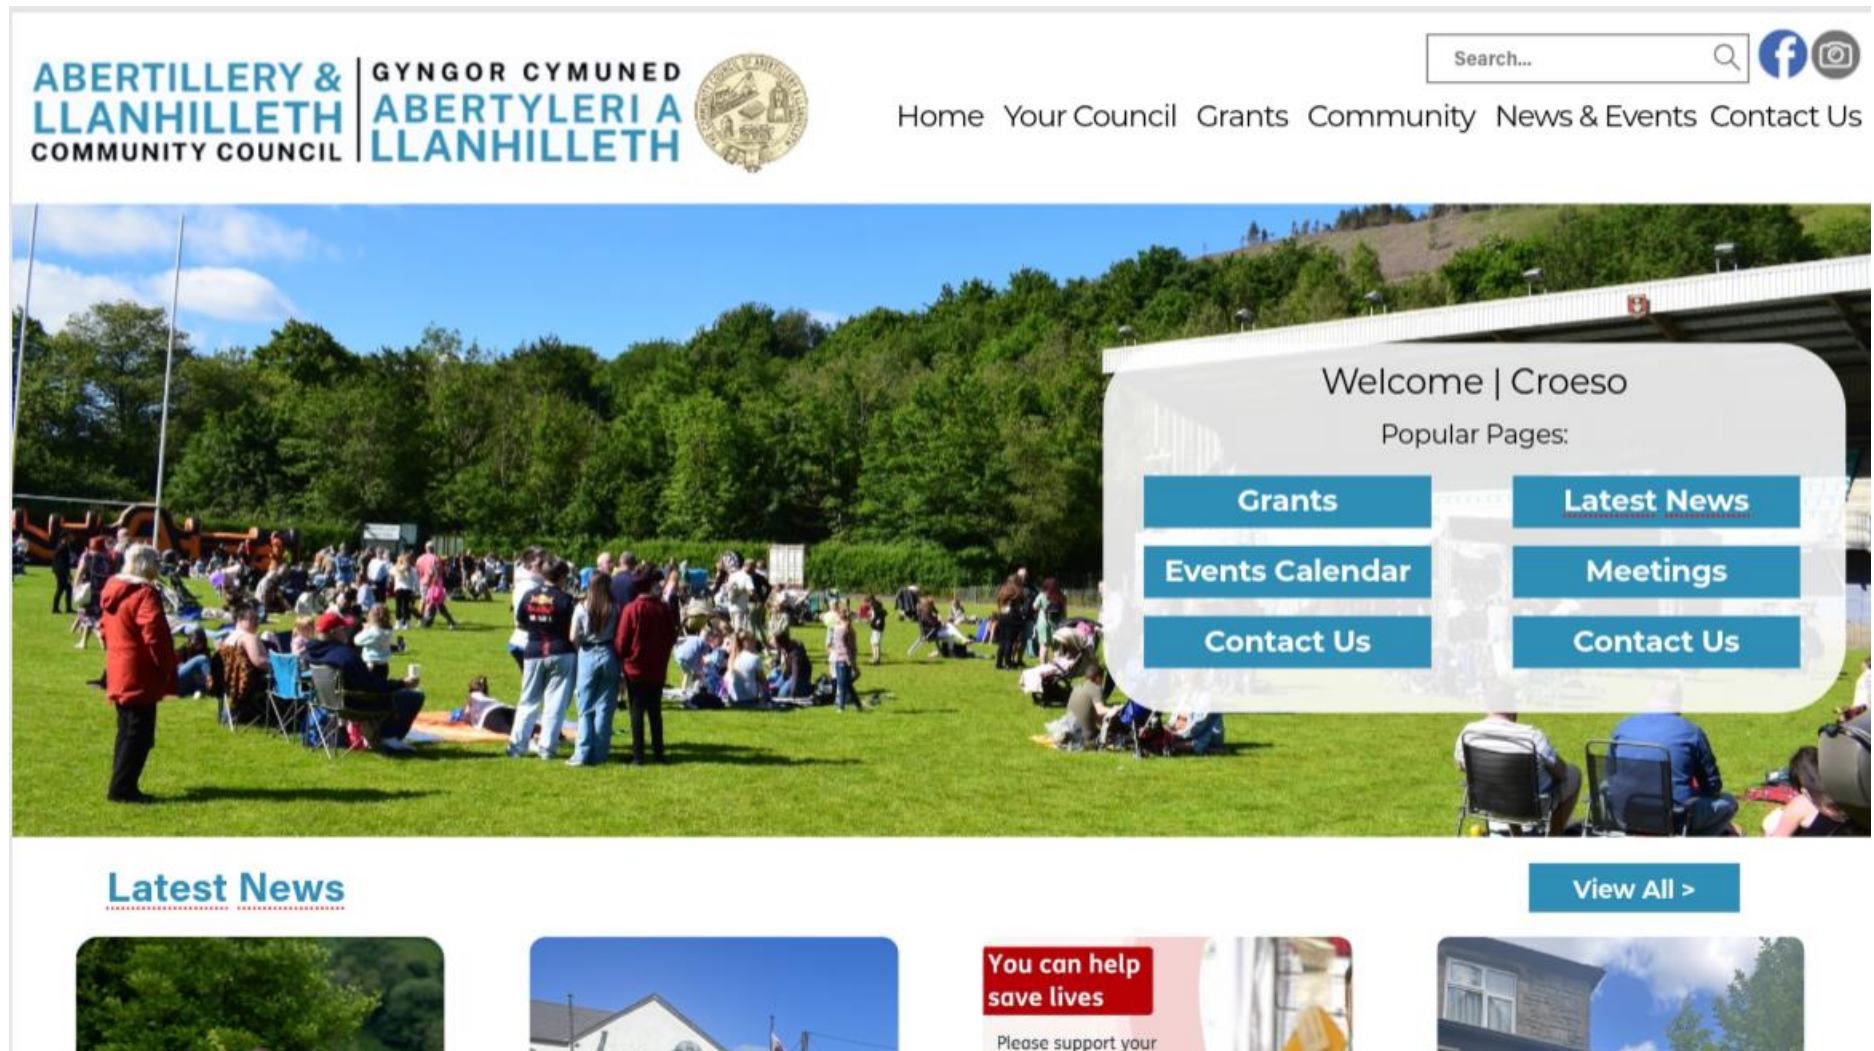 ABERTILLERY &
LLANHILLETH
COMMUNITY COUNCIL
GYNGOR CYMUNED
ABERTYLERI A
LLANHILLETH
Search...
Home Your Council Grants Community News & Events Contact Us
Welcome | Croeso
Popular Pages:
Grants
Latest News
Events Calendar
Meetings
Contact Us
Contact Us
Latest News
View All >
You can help
save lives
Please support your